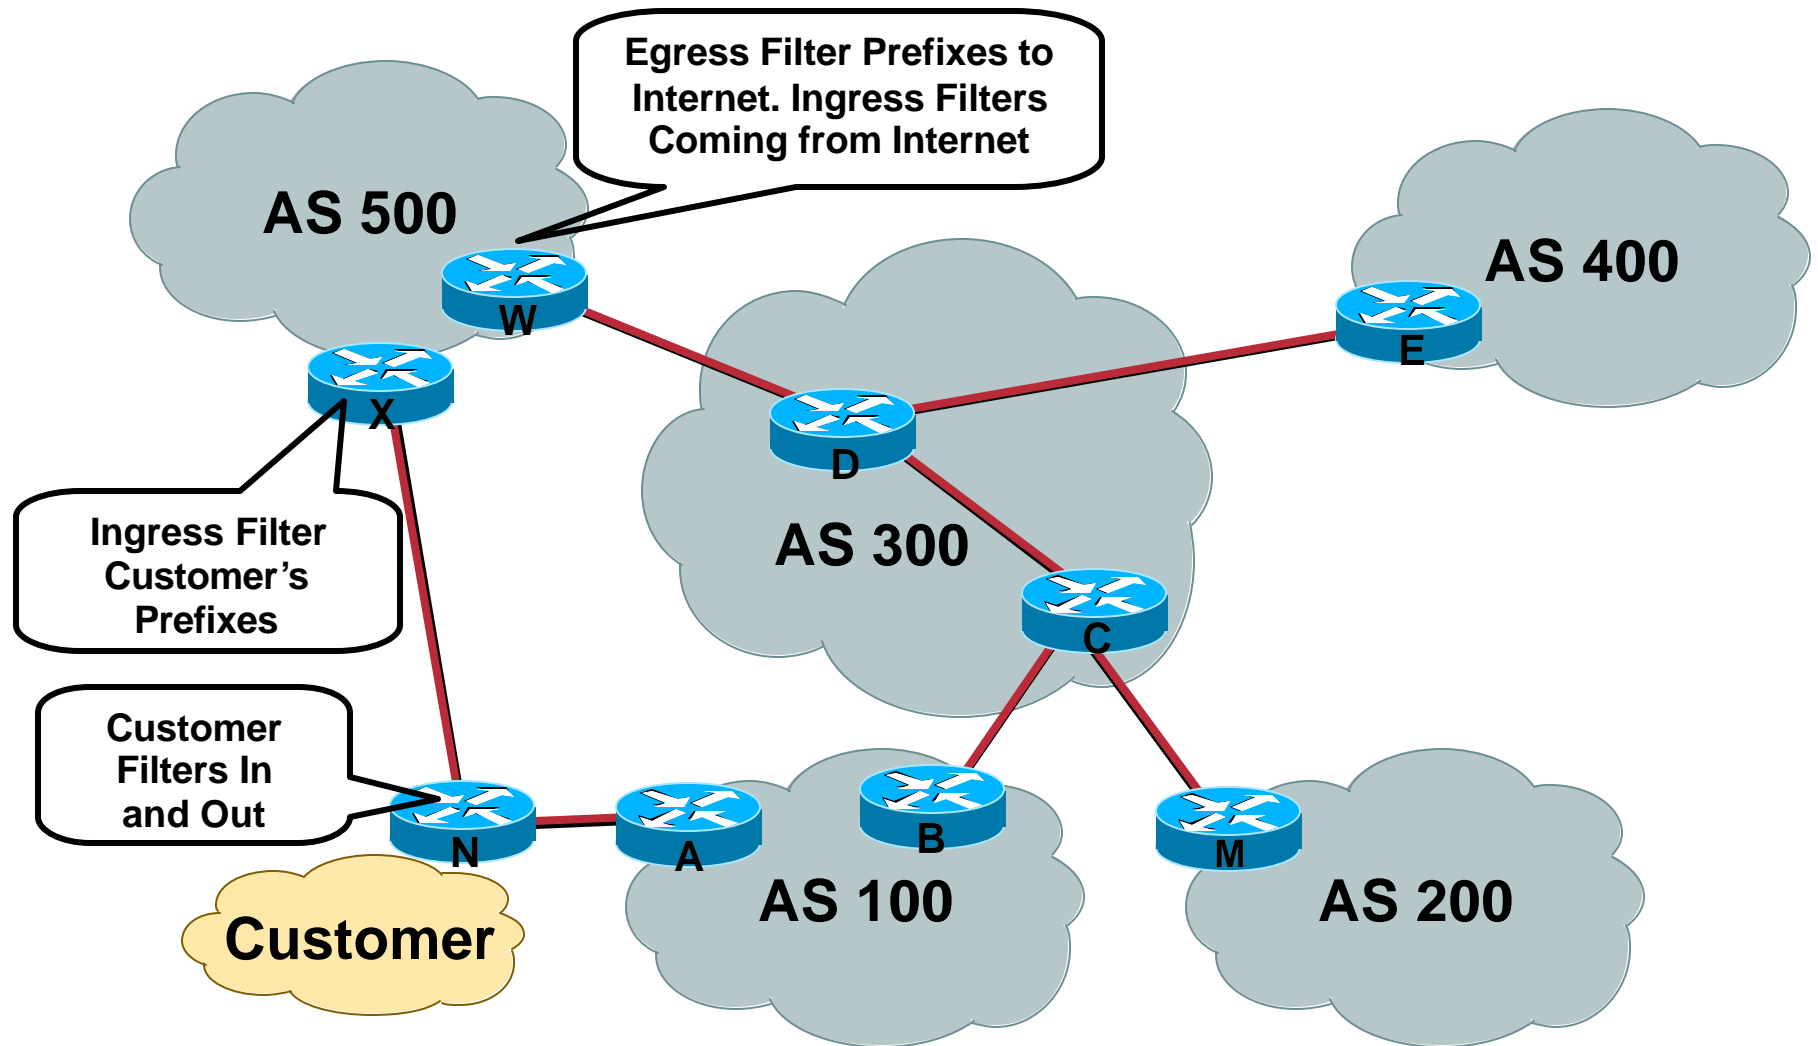 Egress Filter Prefixes to
Internet. Ingress Filters
Coming from Internet
AS 500
AS 400
W
E
X
D
Ingress Filter
Customer’s
Prefixes
AS 300
C
Customer
Filters In
and Out
N
A
B
M
AS 100
AS 200
Customer